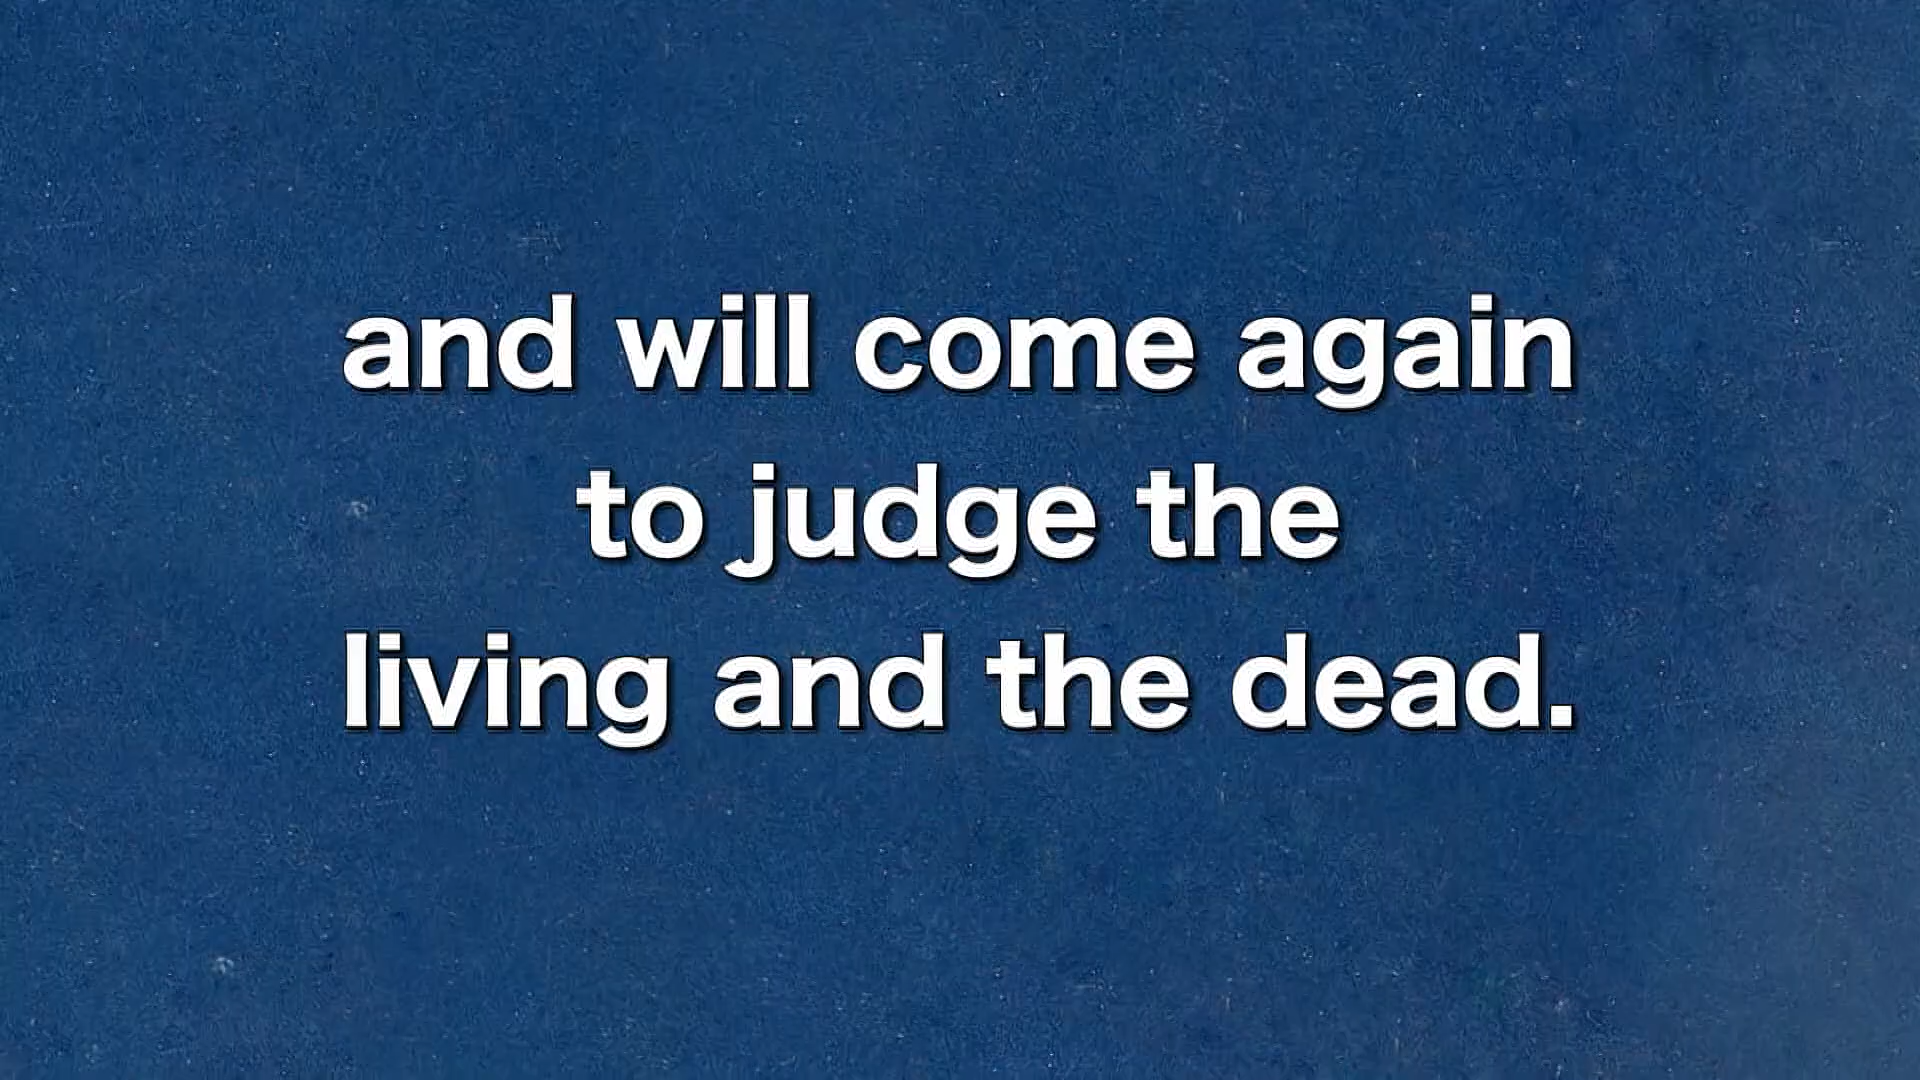 and will come again
to judge the
living and the dead.